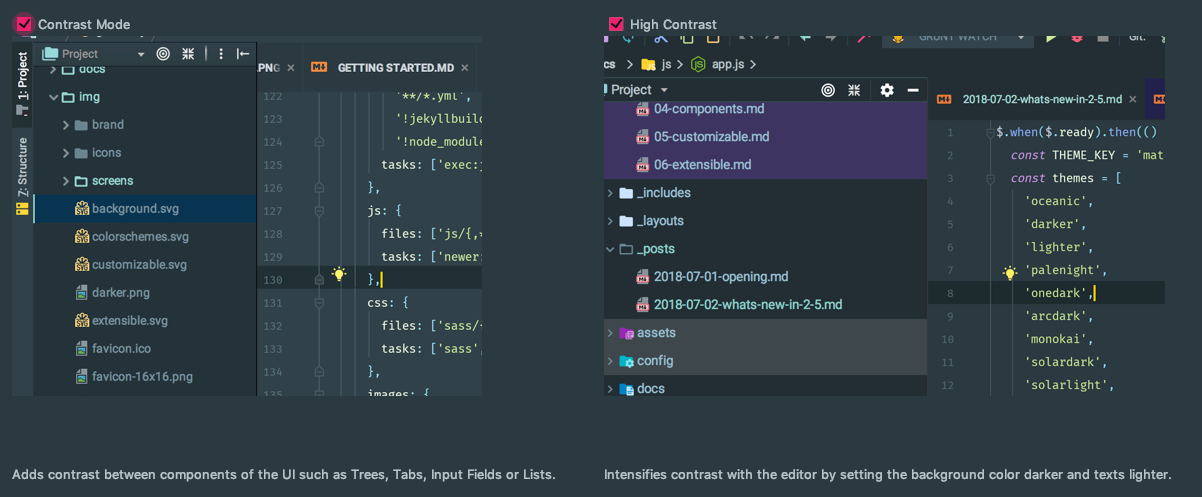 Contrast Mode
Project
1: Project
Z: Structure
docs
img
brand
icons
screens
background.svg
colorschemes.svg
customizable.svg
darker.png
extensible.svg
favicon.ico
favicon-16x16.png
.PNG ×
GETTING STARTED.MD ×
122 '**/*.yml',
123 '!jekyllbuild
124 '!node_module
125 tasks: ['exec:j
126 },
127 js: {
128 files: ['js/{,*
129 tasks: ['newer:
130 },
131 css: {
132 files: ['sass/{
133 tasks: ['sass',
134 },
135 images: {
Adds contrast between components of the UI such as Trees, Tabs, Input Fields or Lists.
High Contrast
GRUNT WATCH
Git:
cs > js > app.js >
Project
04-components.md
05-customizable.md
06-extensible.md
_includes
_layouts
_posts
2018-07-01-opening.md
2018-07-02-whats-new-in-2-5.md
assets
config
docs
2018-07-02-whats-new-in-2-5.md ×
1 $.when($.ready).then(()
2 const THEME_KEY = 'mat
3 const themes = [
4 'oceanic',
5 'darker',
6 'lighter',
7 'palenight',
8 'onedark',
9 'arcdark',
10 'monokai',
11 'solardark',
12 'solarlight',
Intensifies contrast with the editor by setting the background color darker and texts lighter.